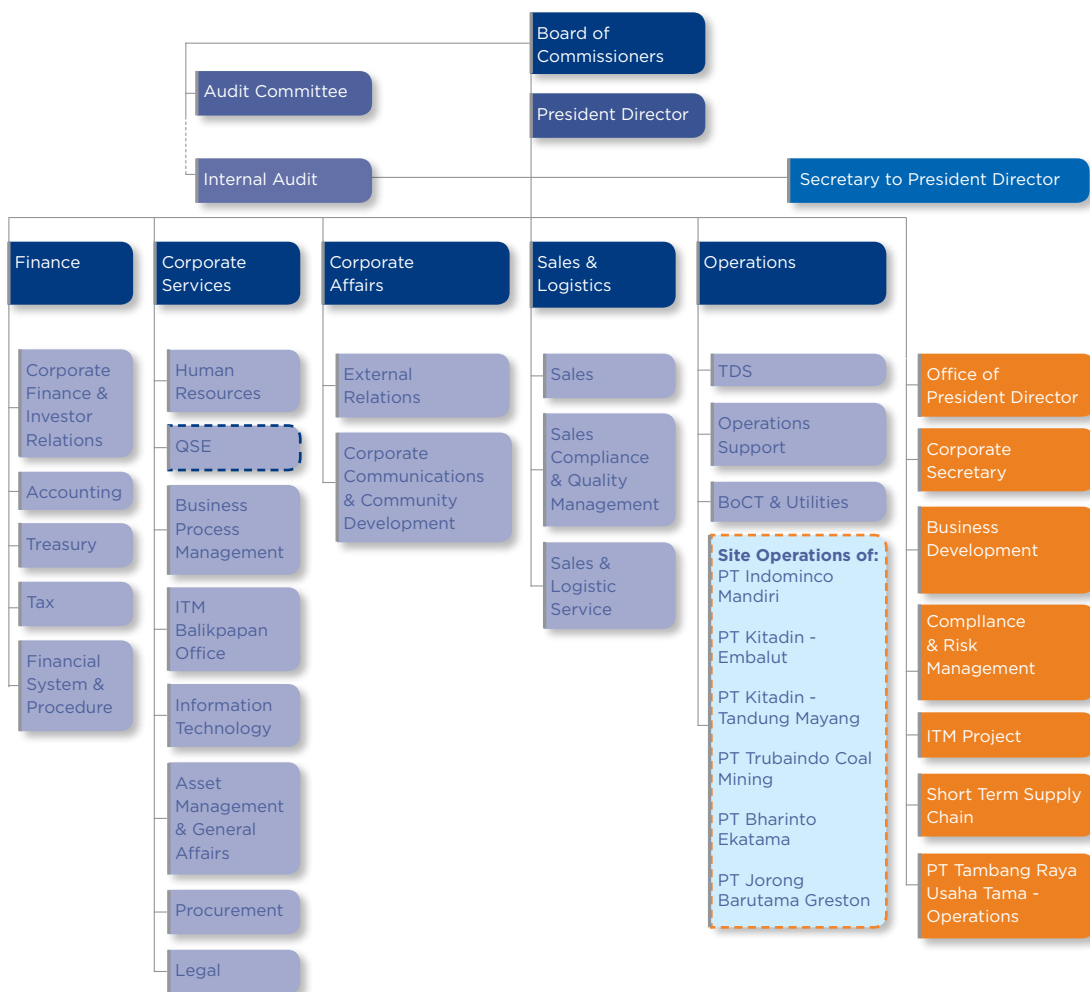 Board of
Commissioners
Audit Committee
President Director
Internal Audit
Secretary to President Director
Finance
Corporate
Services
Corporate
Affairs
Sales &
Logistics
Operations
Corporate
Finance &
Investor
Relations
Accounting
Treasury
Tax
Financial
System &
Procedure
Human
Resources
QSE
Business
Process
Management
ITM
Balikpapan
Office
Information
Technology
Asset
Management
& General
Affairs
Procurement
Legal
External
Relations
Corporate
Communications
& Community
Development
Sales
Sales
Compliance
& Quality
Management
Sales &
Logistic
Service
TDS
Operations
Support
BoCT & Utilities
Site Operations of:
PT Indominco
Mandiri
PT Kitadin -
Embalut
PT Kitadin -
Tandung Mayang
PT Trubaindo Coal
Mining
PT Bharinto
Ekatama
PT Jorong
Barutama Greston
Office of
President Director
Corporate
Secretary
Business
Development
Compllance
& Risk
Management
ITM Project
Short Term Supply
Chain
PT Tambang Raya
Usaha Tama -
Operations